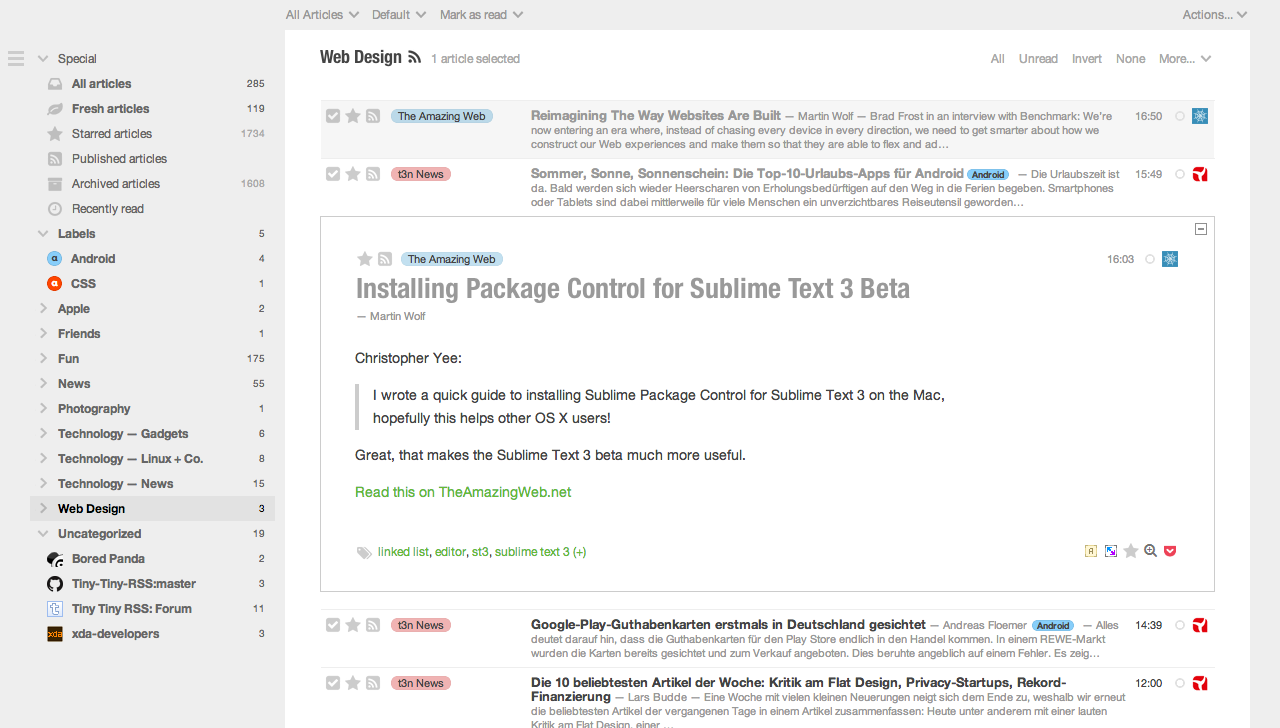 All Articles Default Mark as read Actions...
Special
All articles 285
Fresh articles 119
Starred articles 1734
Published articles
Archived articles 1608
Recently read
Labels 5
a Android 4
a CSS 1
Apple 2
Friends 1
Fun 175
News 55
Photography 1
Technology — Gadgets 6
Technology — Linux + Co. 8
Technology — News 15
Web Design 3
Uncategorized 19
Bored Panda 2
Tiny-Tiny-RSS:master 3
t Tiny Tiny RSS: Forum 11
xda xda-developers 3
Web Design 1 article selected All Unread Invert None More...
The Amazing Web Reimagining The Way Websites Are Built — Martin Wolf — Brad Frost in an interview with Benchmark: We're 16:50
now entering an era where, instead of chasing every device in every direction, we need to get smarter about how we
construct our Web experiences and make them so that they are able to flex and ad…
t3n News Sommer, Sonne, Sonnenschein: Die Top-10-Urlaubs-Apps für Android Android — Die Urlaubszeit ist 15:49
da. Bald werden sich wieder Heerscharen von Erholungsbedürftigen auf den Weg in die Ferien begeben. Smartphones
oder Tablets sind dabei mittlerweile für viele Menschen ein unverzichtbares Reiseutensil geworden…
The Amazing Web 16:03
Installing Package Control for Sublime Text 3 Beta
— Martin Wolf
Christopher Yee:
I wrote a quick guide to installing Sublime Package Control for Sublime Text 3 on the Mac,
hopefully this helps other OS X users!
Great, that makes the Sublime Text 3 beta much more useful.
Read this on TheAmazingWeb.net
linked list, editor, st3, sublime text 3 (+)
t3n News Google-Play-Guthabenkarten erstmals in Deutschland gesichtet — Andreas Floemer Android — Alles 14:39
deutet darauf hin, dass die Guthabenkarten für den Play Store endlich in den Handel kommen. In einem REWE-Markt
wurden die Karten bereits gesichtet und zum Verkauf angeboten. Dies beruhte angeblich auf einem Fehler. Es zeig…
t3n News Die 10 beliebtesten Artikel der Woche: Kritik am Flat Design, Privacy-Startups, Rekord- 12:00
Finanzierung — Lars Budde — Eine Woche mit vielen kleinen Neuerungen neigt sich dem Ende zu, weshalb wir erneut
die beliebtesten Artikel der vergangenen Tage in einem Artikel zusammenfassen: Heute unter anderem mit einer lauten
Kritik am Flat Design, einer …